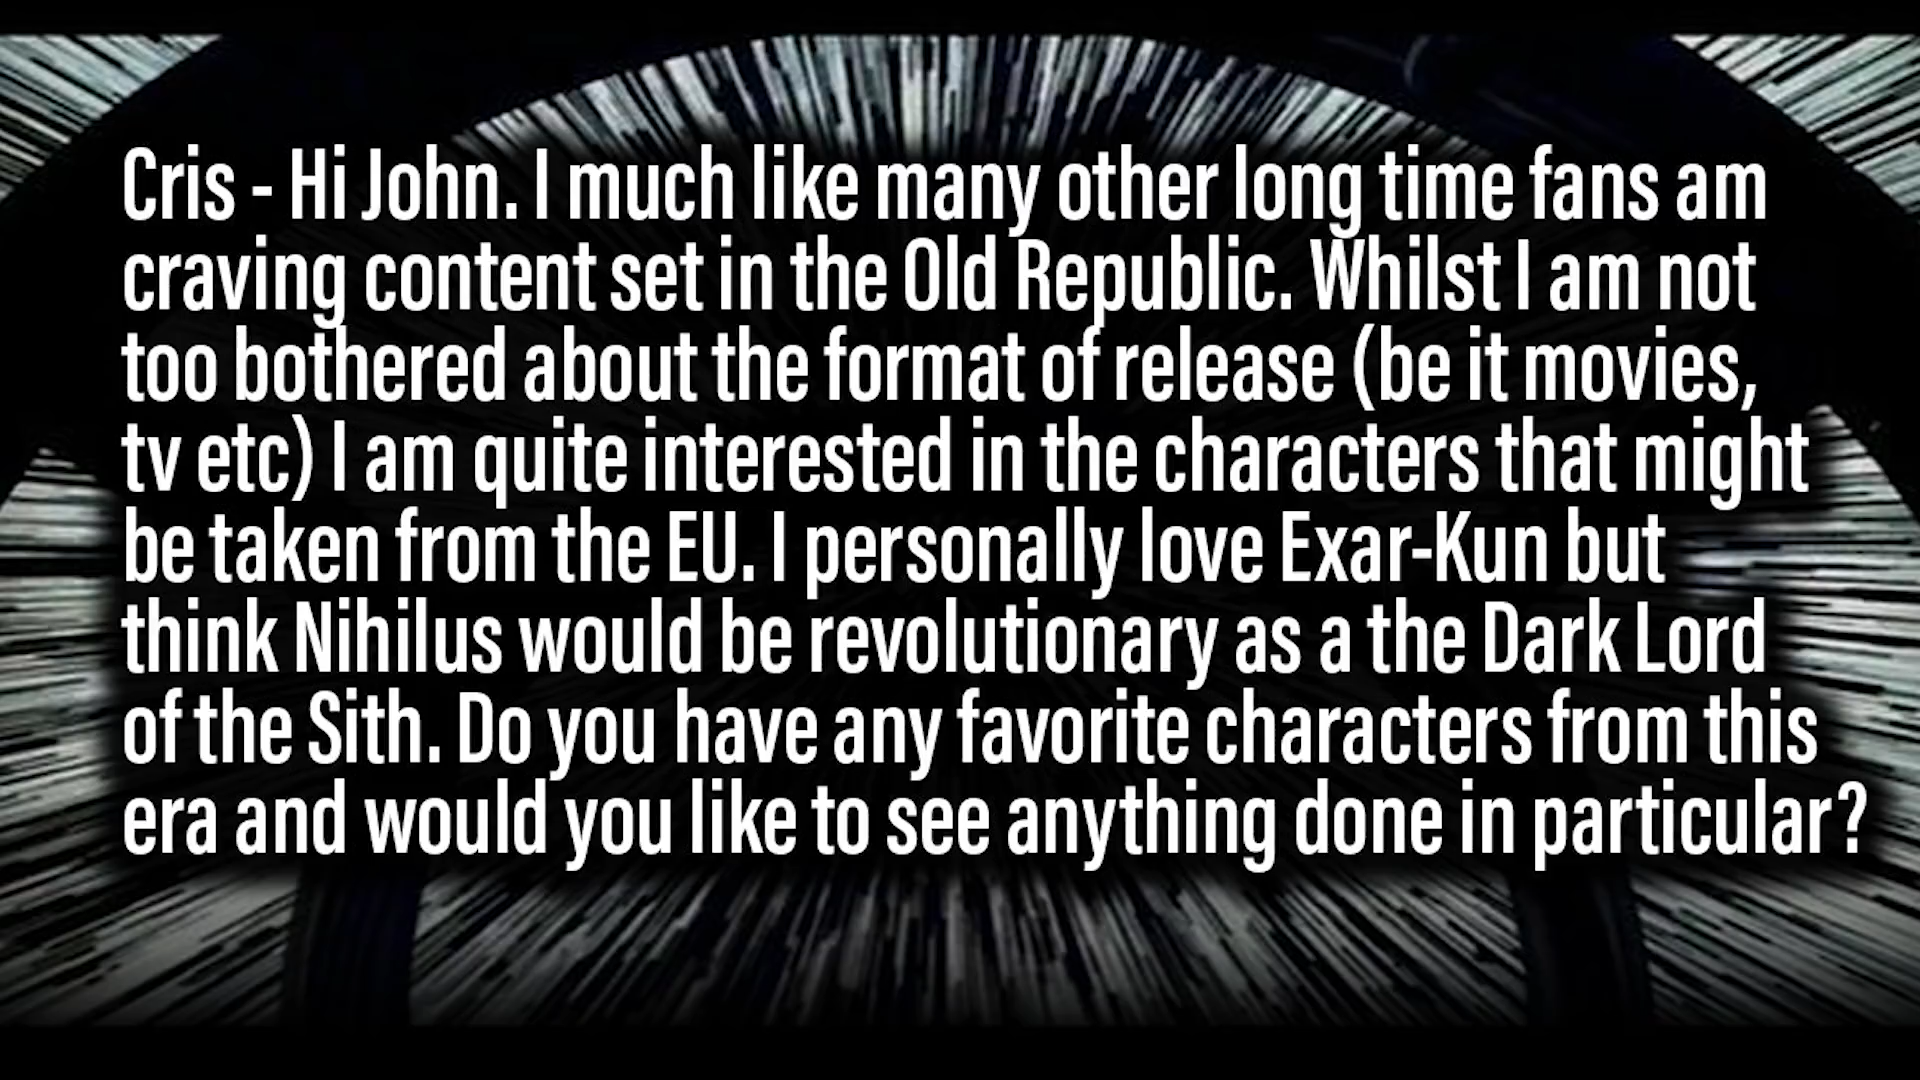 Cris - Hi John. I much like many other long time fans am
craving content set in the Old Republic. Whilst I am not
too bothered about the format of release (be it movies,
tv etc) I am quite interested in the characters that might
be taken from the EU. I personally love Exar-Kun but
think Nihilus would be revolutionary as a the Dark Lord
of the Sith. Do you have any favorite characters from this
era and would you like to see anything done in particular?